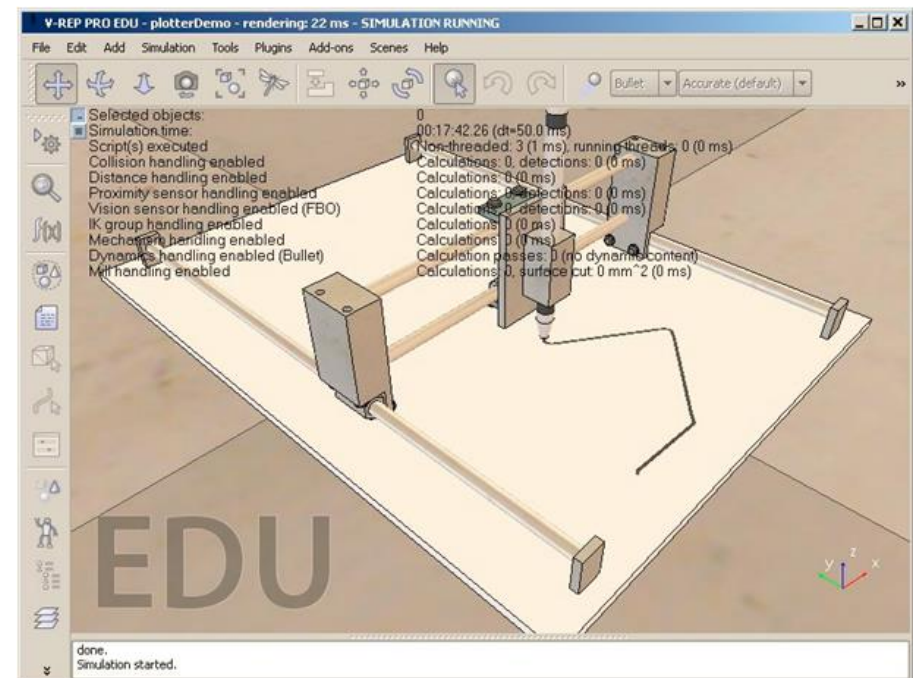 V-REP PRO EDU - plotterDemo - rendering: 22 ms - SIMULATION RUNNING
File Edit Add Simulation Tools Plugins Add-ons Scenes Help
Bullet Accurate (default) »
Selected objects: 0
Simulation time: 00:17:42.26 (dt=50.0 ms)
Script(s) executed Non-threaded: 3 (1 ms), running threads: 0 (0 ms)
Collision handling enabled Calculations: 0, detections: 0 (0 ms)
Distance handling enabled Calculations: 0 (0 ms)
Proximity sensor handling enabled Calculations: 0, detections: 0 (0 ms)
Vision sensor handling enabled (FBO) Calculations: 0, detections: 0 (0 ms)
IK group handling enabled Calculations: 0 (0 ms)
Mechanism handling enabled Calculations: 0 (0 ms)
Dynamics handling enabled (Bullet) Calculation passes: 0 (no dynamic content)
Mill handling enabled Calculations: 0, surface cut: 0 mm^2 (0 ms)
f(x)
EDU
z
y x
done.
Simulation started.